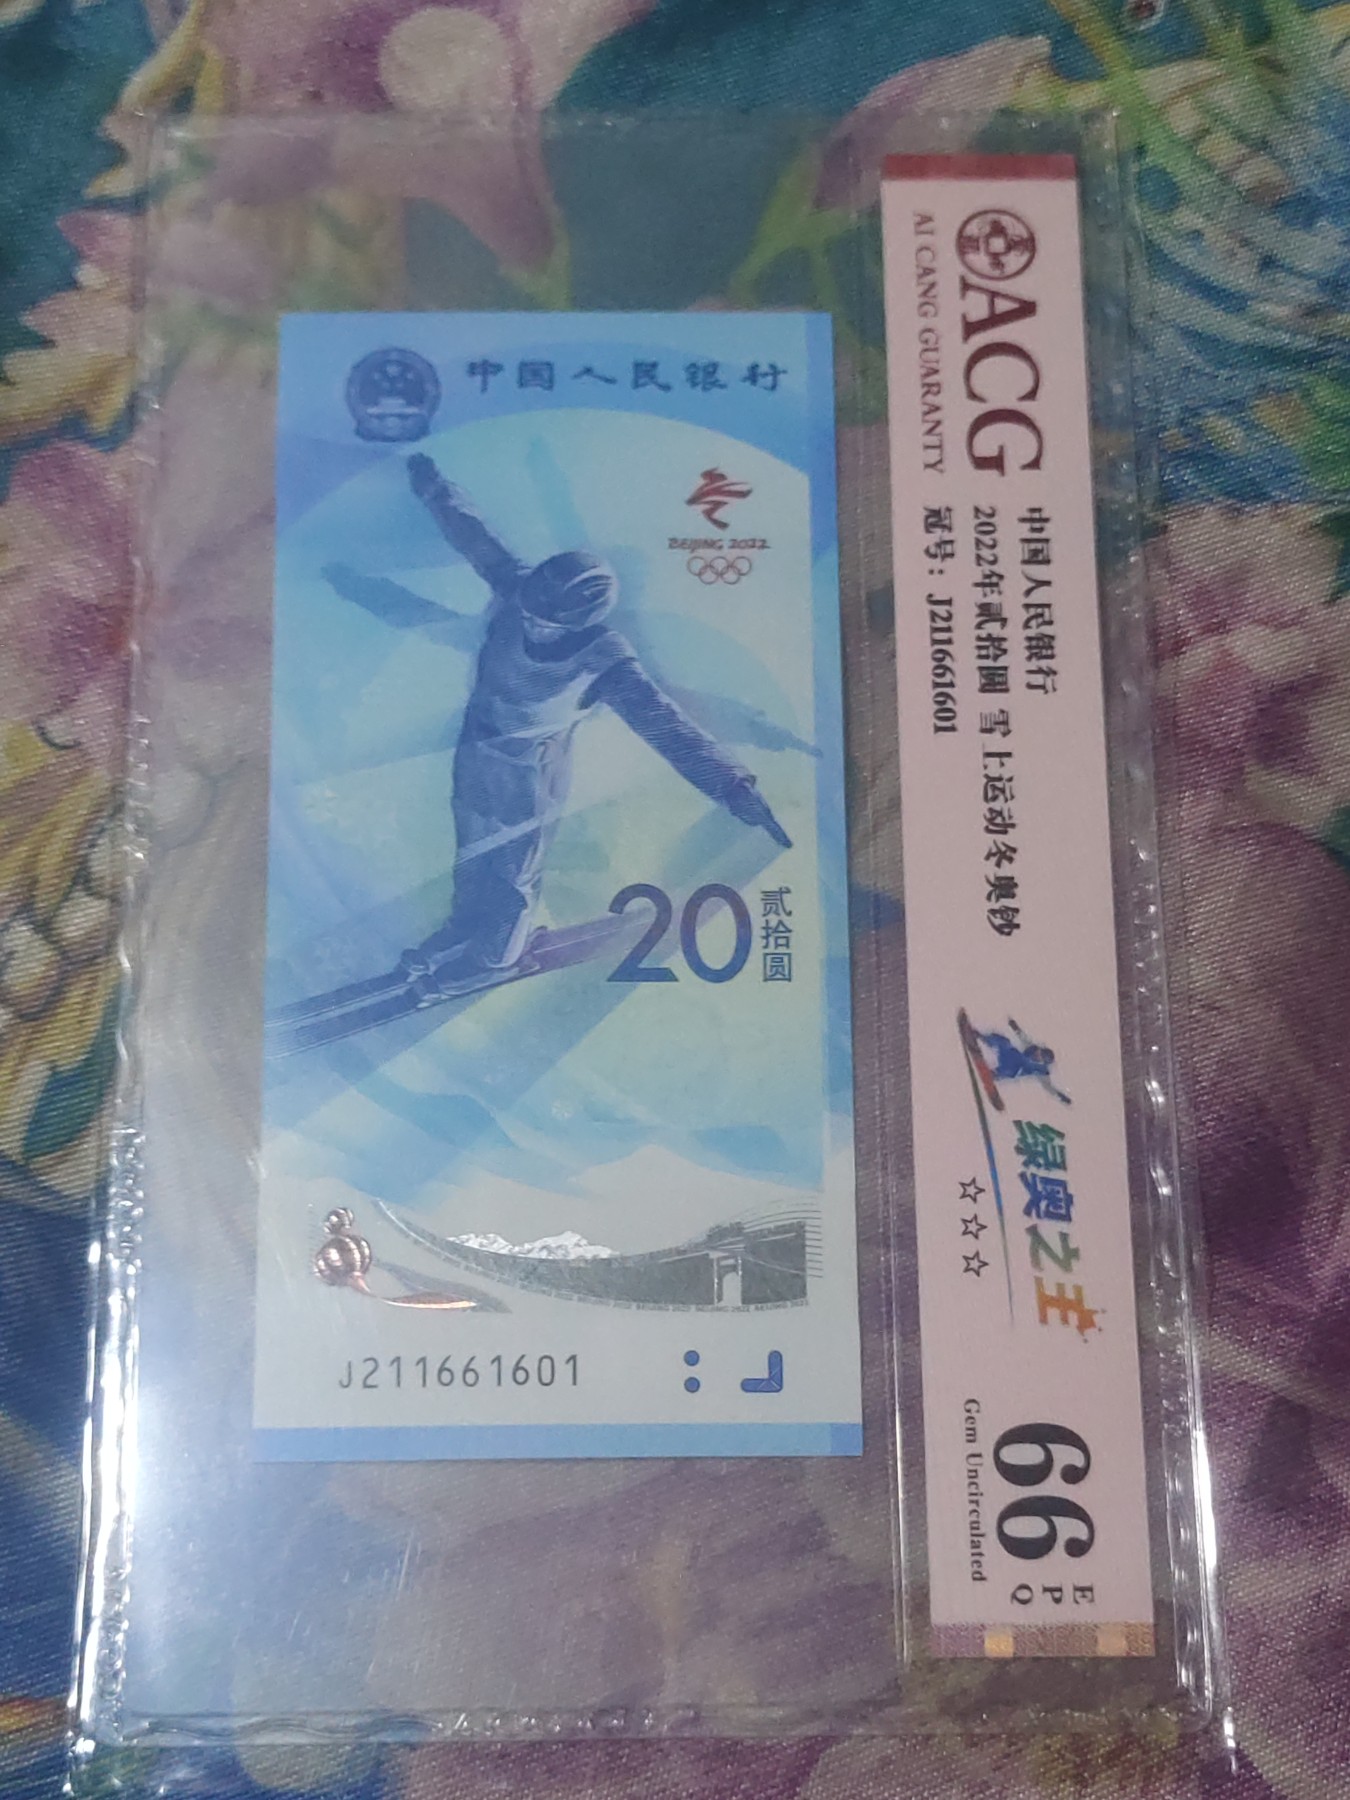 中国人民银行
BEIJING 2022
20 贰拾圆
J211661601
ACG
AI CANG GUARANTY
中国人民银行
2022年贰拾圆 雪上运动冬奥钞
冠号：J211661601
绿奥之主
☆☆☆
66 EPQ
Gem Uncirculated